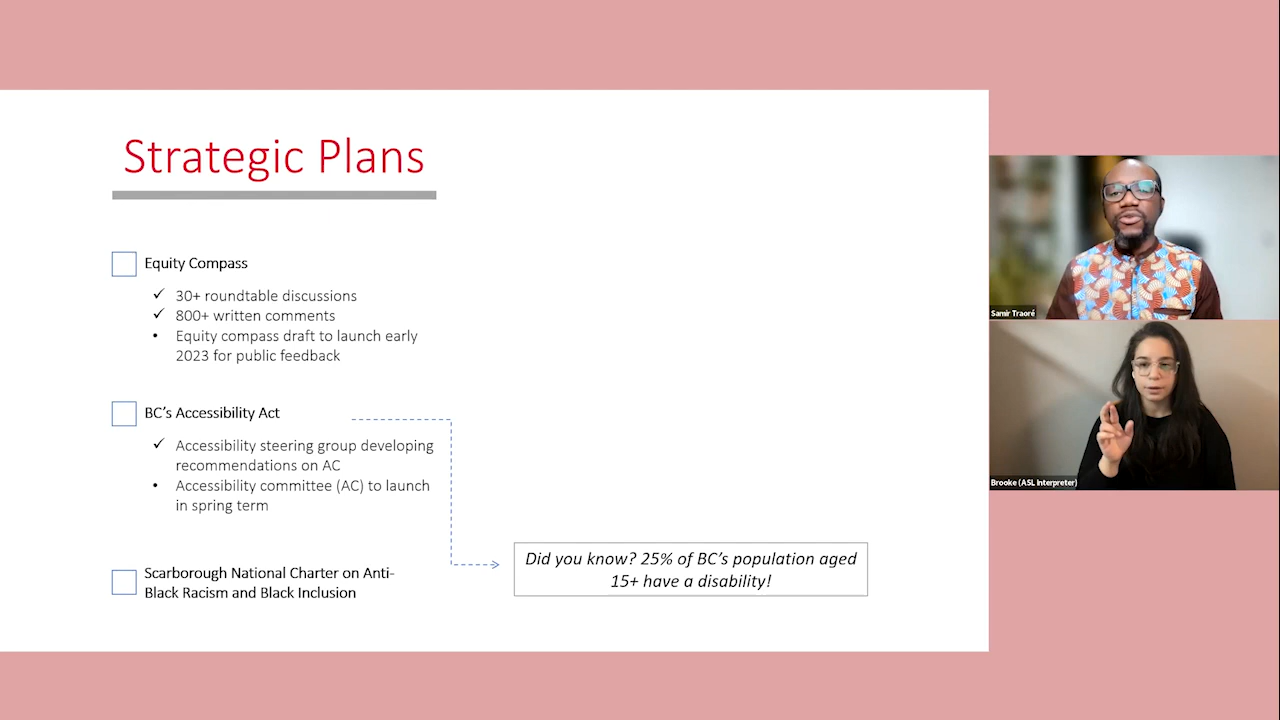 Strategic Plans
Equity Compass
✓ 30+ roundtable discussions
✓ 800+ written comments
• Equity compass draft to launch early
2023 for public feedback
BC's Accessibility Act
✓ Accessibility steering group developing
recommendations on AC
• Accessibility committee (AC) to launch
in spring term
Scarborough National Charter on Anti-
Black Racism and Black Inclusion
Did you know? 25% of BC's population aged
15+ have a disability!
Samir Traoré
Brooke (ASL Interpreter)